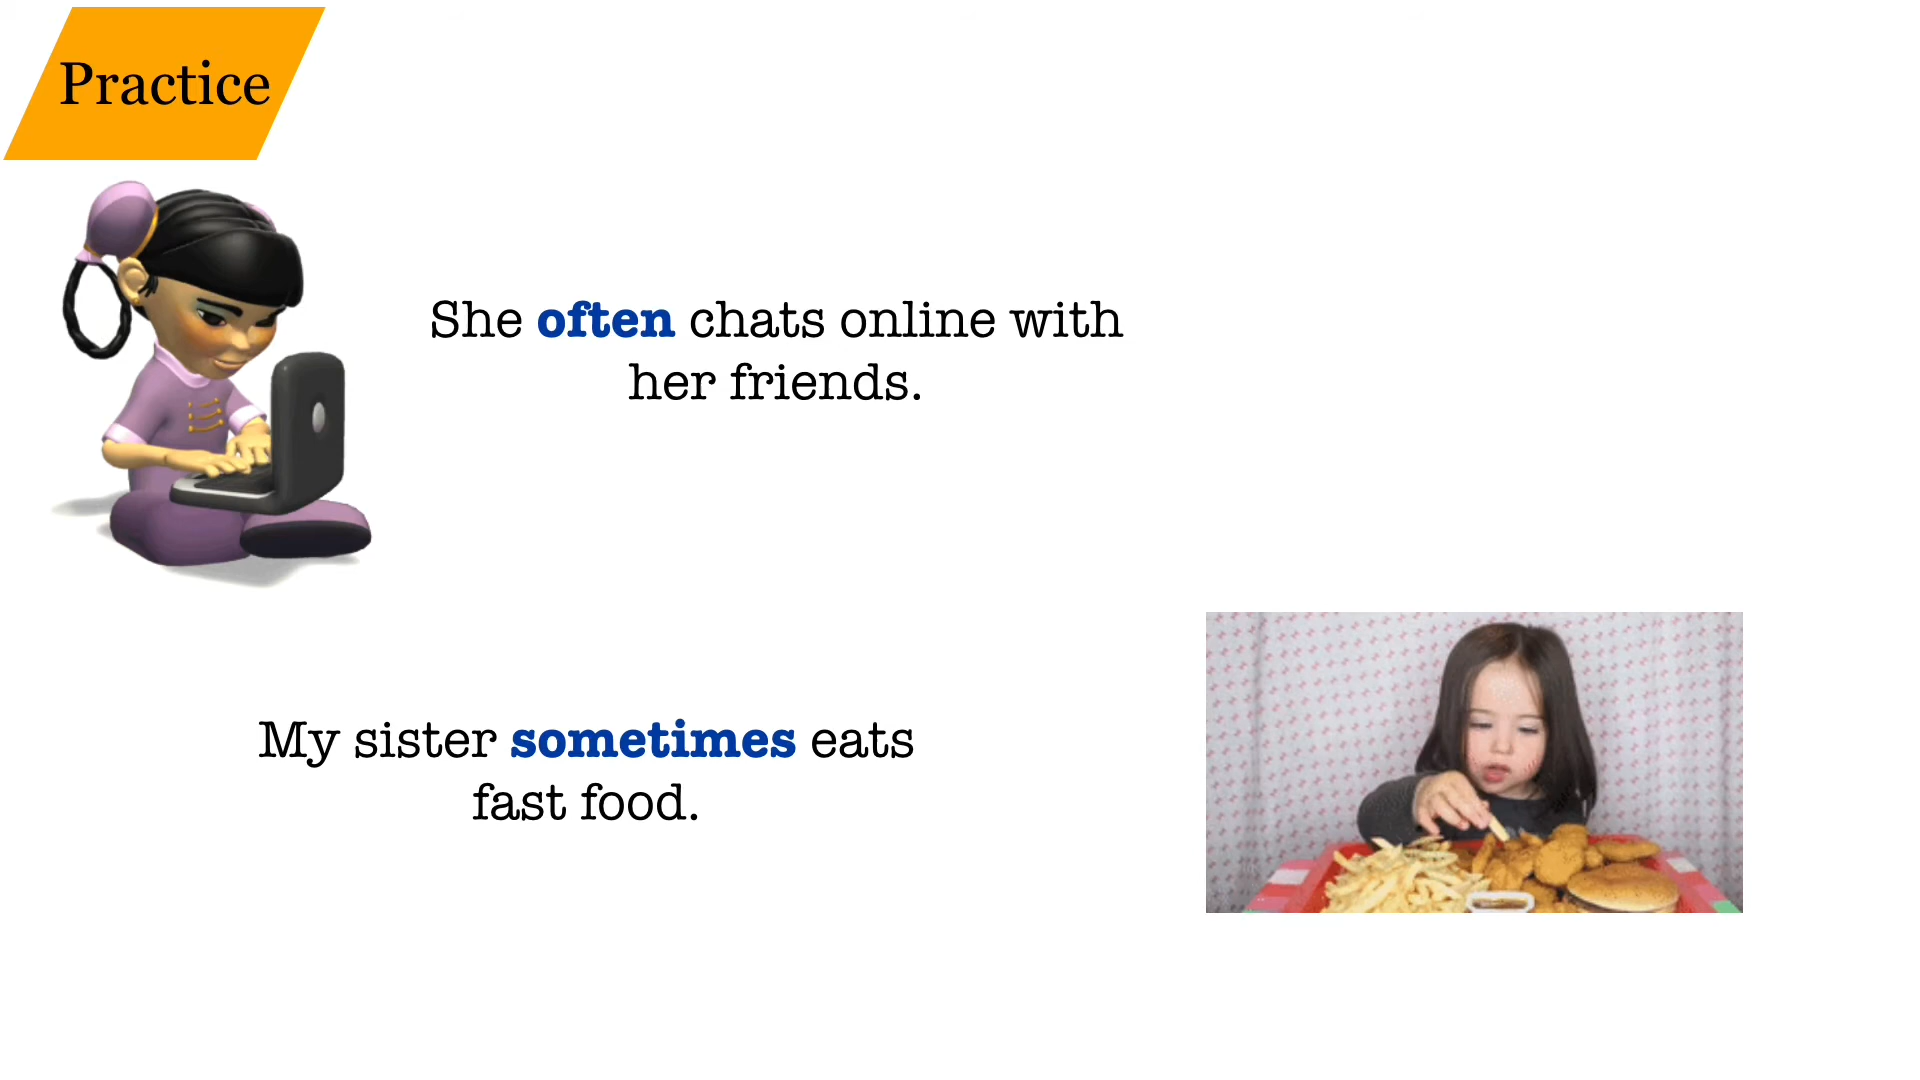 Practice
She often chats online with
her friends.
My sister sometimes eats
fast food.